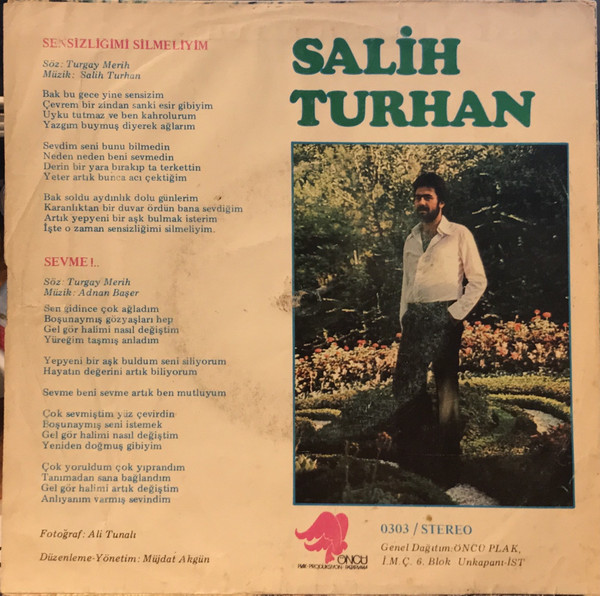 SENSİZLİĞİMİ SİLMELİYİM
Söz: Turgay Merih
Müzik: Salih Turhan
Bak bu gece yine sensizim
Çevrem bir zindan sanki esir gibiyim
Uyku tutmaz ve ben kahrolurum
Yazgım buymuş diyerek ağlarım
Sevdim seni bunu bilmedin
Neden neden beni sevmedin
Derin bir yara bırakıp ta terkettin
Yeter artık bunca acı çektiğim
Bak soldu aydınlık dolu günlerim
Karanlıktan bir duvar ördün bana sevdiğim
Artık yepyeni bir aşk bulmak isterim
İşte o zaman sensizliğimi silmeliyim.
SEVME!..
Söz: Turgay Merih
Müzik: Adnan Başer
Sen gidince çok ağladım
Boşunaymış gözyaşları hep
Gel gör halimi nasıl değiştim
Yüreğim taşmış anladım
Yepyeni bir aşk buldum seni siliyorum
Hayatın değerini artık biliyorum
Sevme beni sevme artık ben mutluyum
Çok sevmiştim yüz çevirdin
Boşunaymış seni istemek
Gel gör halimi nasıl değiştim
Yeniden doğmuş gibiyim
Çok yoruldum çok yıprandım
Tanımadan sana bağlandım
Gel gör halimi artık değiştim
Anlıyanım varmış sevindim
Fotoğraf: Ali Tunalı
Düzenleme-Yönetim: Müjdat Akgün
SALİH
TURHAN
ÖNCÜ
0303 / STEREO
Genel Dağıtım: ÖNCÜ PLAK,
İ.M.Ç. 6. Blok Unkapanı-İST